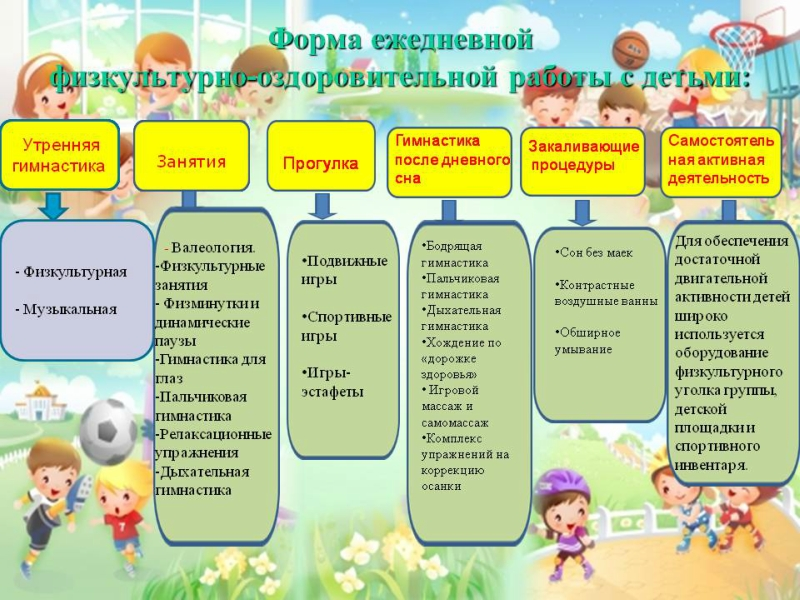 Форма ежедневной
физкультурно-оздоровительной работы с детьми:
Утренняя
гимнастика
- Физкультурная
- Музыкальная
Занятия
- Валеология.
-Физкультурные
занятия
- Физминутки и
динамические
паузы
-Гимнастика для
глаз
-Пальчиковая
гимнастика
-Релаксационные
упражнения
-Дыхательная
гимнастика
Прогулка
•Подвижные
игры
•Спортивные
игры
•Игры-
эстафеты
Гимнастика
после дневного
сна
•Бодрящая
гимнастика
•Пальчиковая
гимнастика
•Дыхательная
гимнастика
•Хождение по
«дорожке
здоровья»
• Игровой
массаж и
самомассаж
•Комплекс
упражнений на
коррекцию
осанки
Закаливающие
процедуры
•Сон без маек
•Контрастные
воздушные ванны
•Обширное
умывание
Самостоятель
ная активная
деятельность
Для обеспечения
достаточной
двигательной
активности детей
широко
используется
оборудование
физкультурного
уголка группы,
детской
площадки и
спортивного
инвентаря.